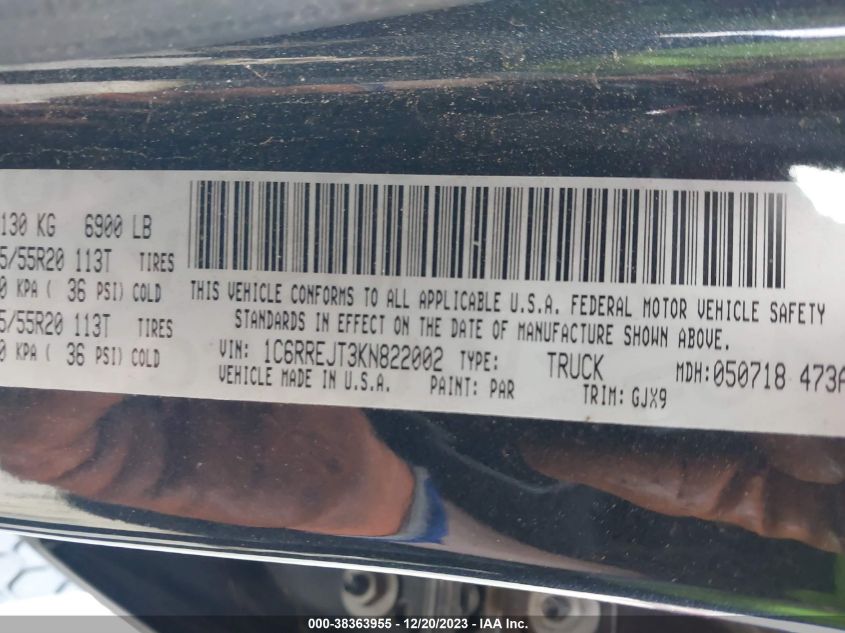 130 KG 6900 LB
5/55R20 113T TIRES
0 KPA ( 36 PSI) COLD
5/55R20 113T TIRES
0 KPA ( 36 PSI) COLD
THIS VEHICLE CONFORMS TO ALL APPLICABLE U.S.A. FEDERAL MOTOR VEHICLE SAFETY
STANDARDS IN EFFECT ON THE DATE OF MANUFACTURE SHOWN ABOVE.
VIN: 1C6RREJT3KN822002 TYPE: TRUCK MDH:050718 473A
VEHICLE MADE IN U.S.A. PAINT: PAR TRIM: GJX9
000-38363955 - 12/20/2023 - IAA Inc.